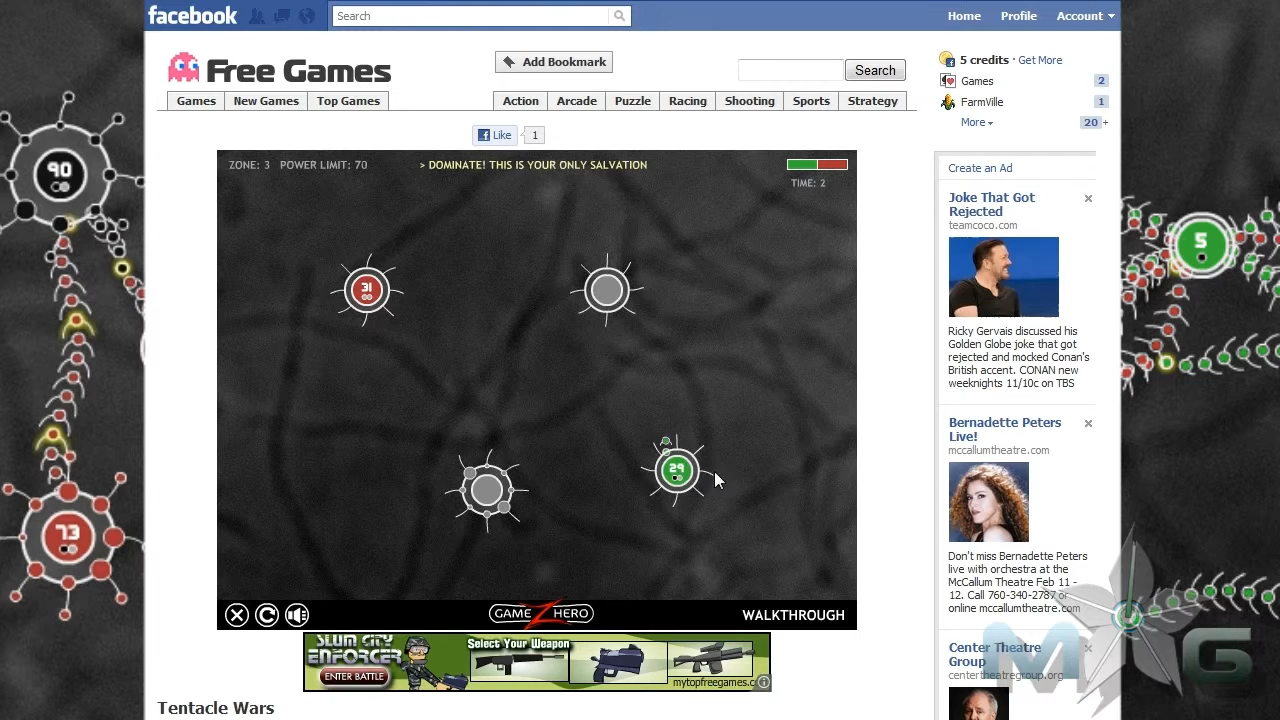 facebook
Search
Home Profile Account
Free Games
Add Bookmark
Search
5 credits · Get More
Games 2
FarmVille 1
More 20 +
Games New Games Top Games
Action Arcade Puzzle Racing Shooting Sports Strategy
Like 1
ZONE: 3 POWER LIMIT: 70 > DOMINATE! THIS IS YOUR ONLY SALVATION
TIME: 2
90
73
5
31
29
WALKTHROUGH
GAME Z HERO
SLUM CITY
ENFORCER
ENTER BATTLE
Select Your Weapon
mytopfreegames.c
Tentacle Wars
Create an Ad
Joke That Got
Rejected
teamcoco.com
Ricky Gervais discussed his
Golden Globe joke that got
rejected and mocked Conan's
British accent. CONAN new
weeknights 11/10c on TBS
Bernadette Peters
Live!
mccallumtheatre.com
Don't miss Bernadette Peters
live with orchestra at the
McCallum Theatre Feb 11 -
12. Call 760-340-2787 or
online mccallumtheatre.com
Center Theatre
Group
centertheatregroup.org
M G